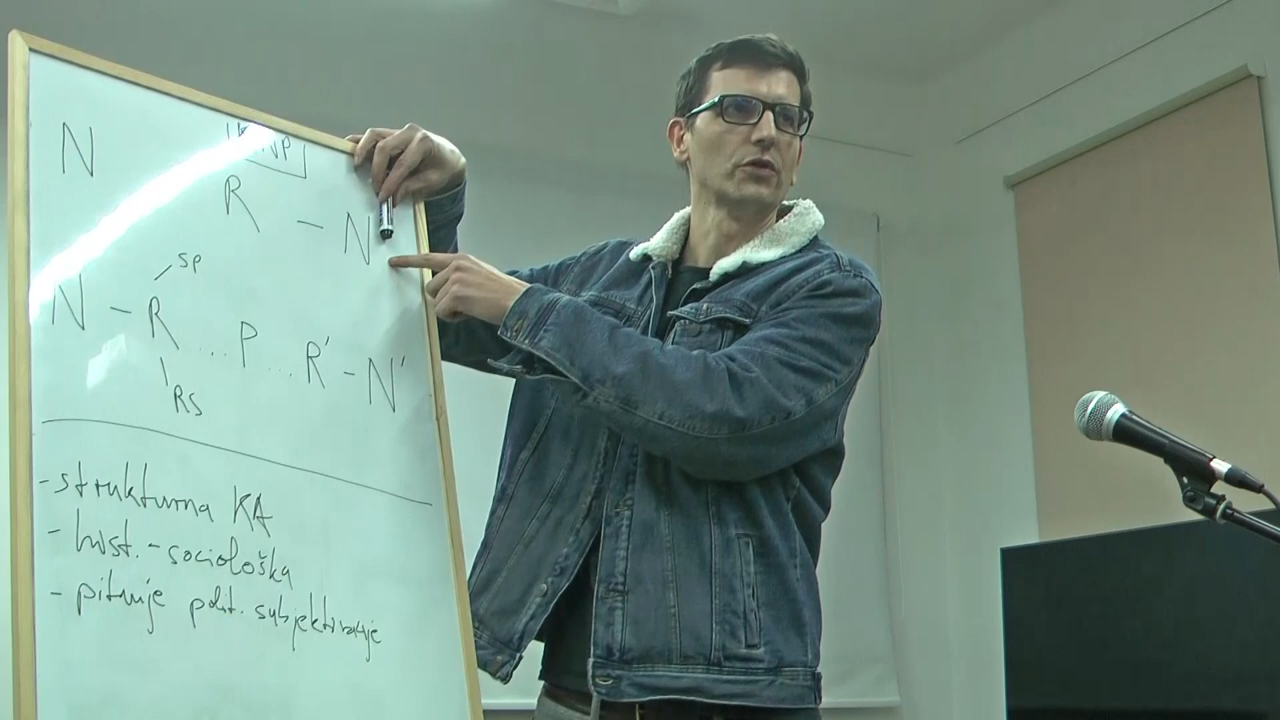 N
NP
R - N
SP
N - R ... P ... R' - N'
RS
- strukturna KA
- hist. - sociološka
- pitanje polit. subjektivacije